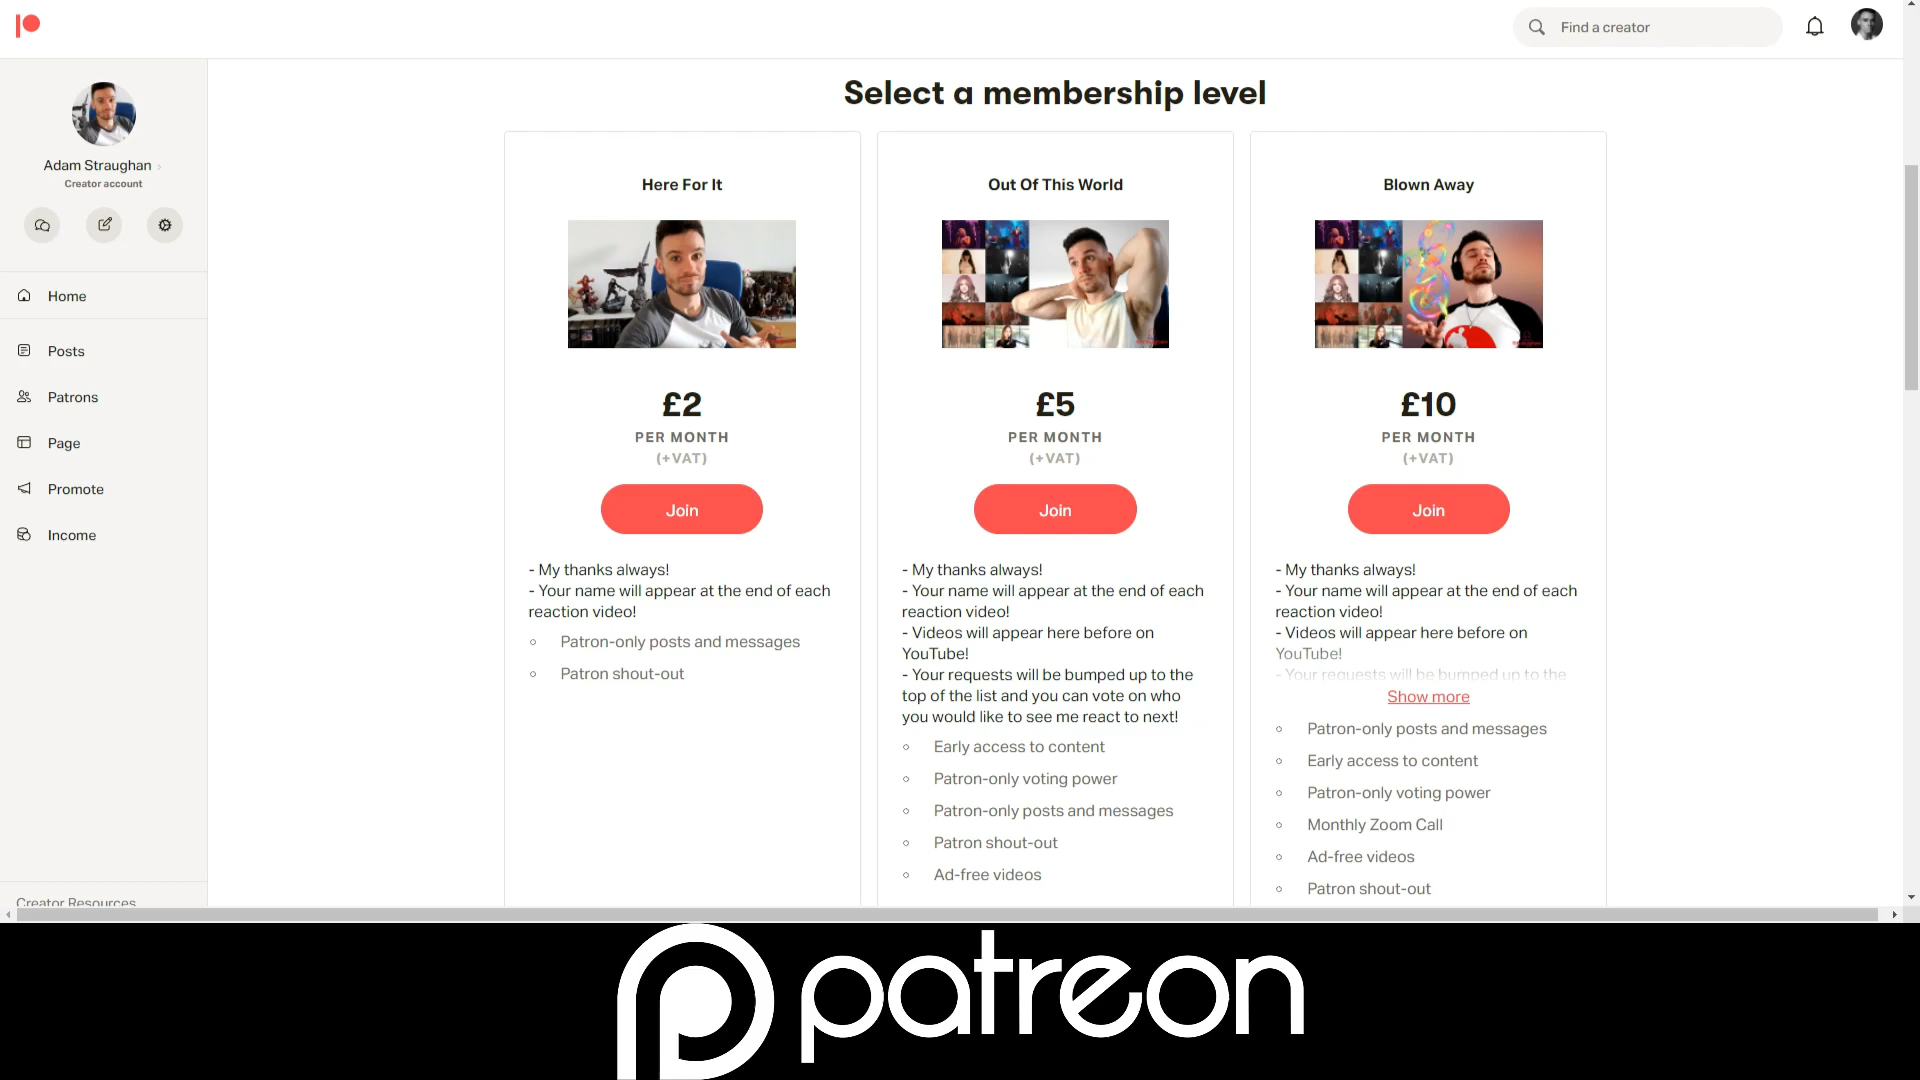 Find a creator
Adam Straughan
Creator account
Home
Posts
Patrons
Page
Promote
Income
Creator Resources
Select a membership level
Here For It
£2
PER MONTH
(+VAT)
Join
- My thanks always!
- Your name will appear at the end of each
reaction video!
Patron-only posts and messages
Patron shout-out
Out Of This World
£5
PER MONTH
(+VAT)
Join
- My thanks always!
- Your name will appear at the end of each
reaction video!
- Videos will appear here before on
YouTube!
- Your requests will be bumped up to the
top of the list and you can vote on who
you would like to see me react to next!
Early access to content
Patron-only voting power
Patron-only posts and messages
Patron shout-out
Ad-free videos
Blown Away
£10
PER MONTH
(+VAT)
Join
- My thanks always!
- Your name will appear at the end of each
reaction video!
- Videos will appear here before on
YouTube!
- Your requests will be bumped up to the
Show more
Patron-only posts and messages
Early access to content
Patron-only voting power
Monthly Zoom Call
Ad-free videos
Patron shout-out
patreon